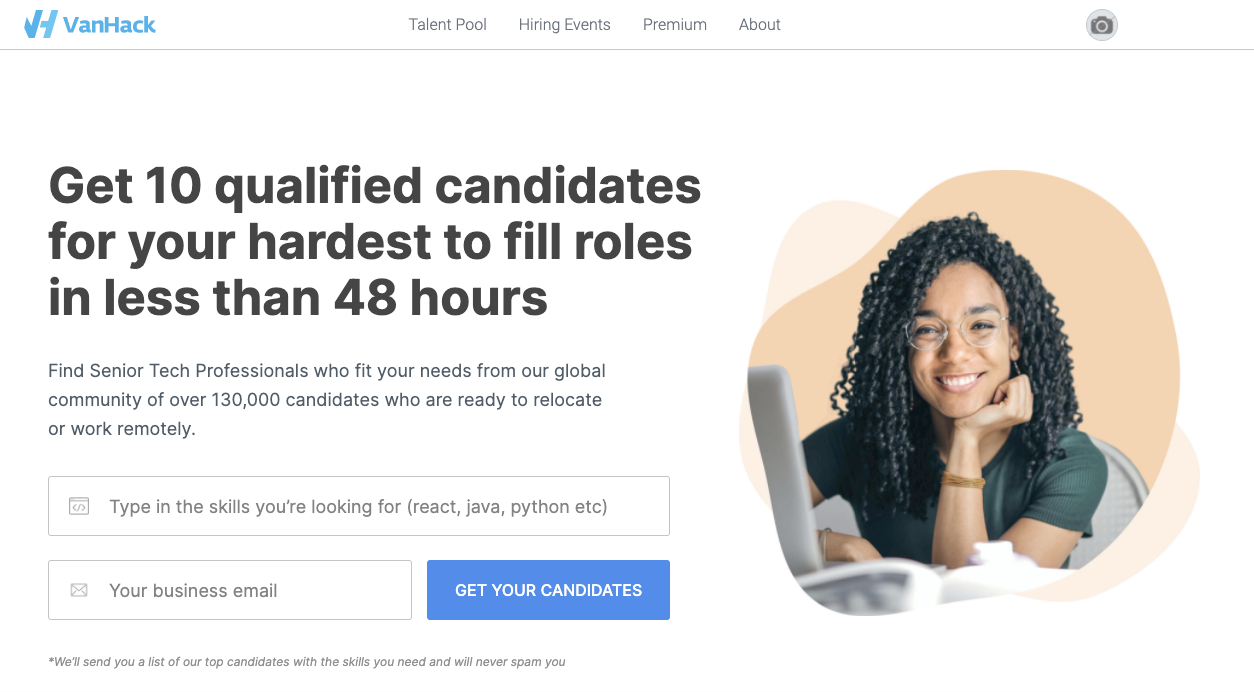 VanHack
Talent Pool
Hiring Events
Premium
About
Get 10 qualified candidates
for your hardest to fill roles
in less than 48 hours
Find Senior Tech Professionals who fit your needs from our global
community of over 130,000 candidates who are ready to relocate
or work remotely.
Type in the skills you’re looking for (react, java, python etc)
Your business email
GET YOUR CANDIDATES
*We’ll send you a list of our top candidates with the skills you need and will never spam you